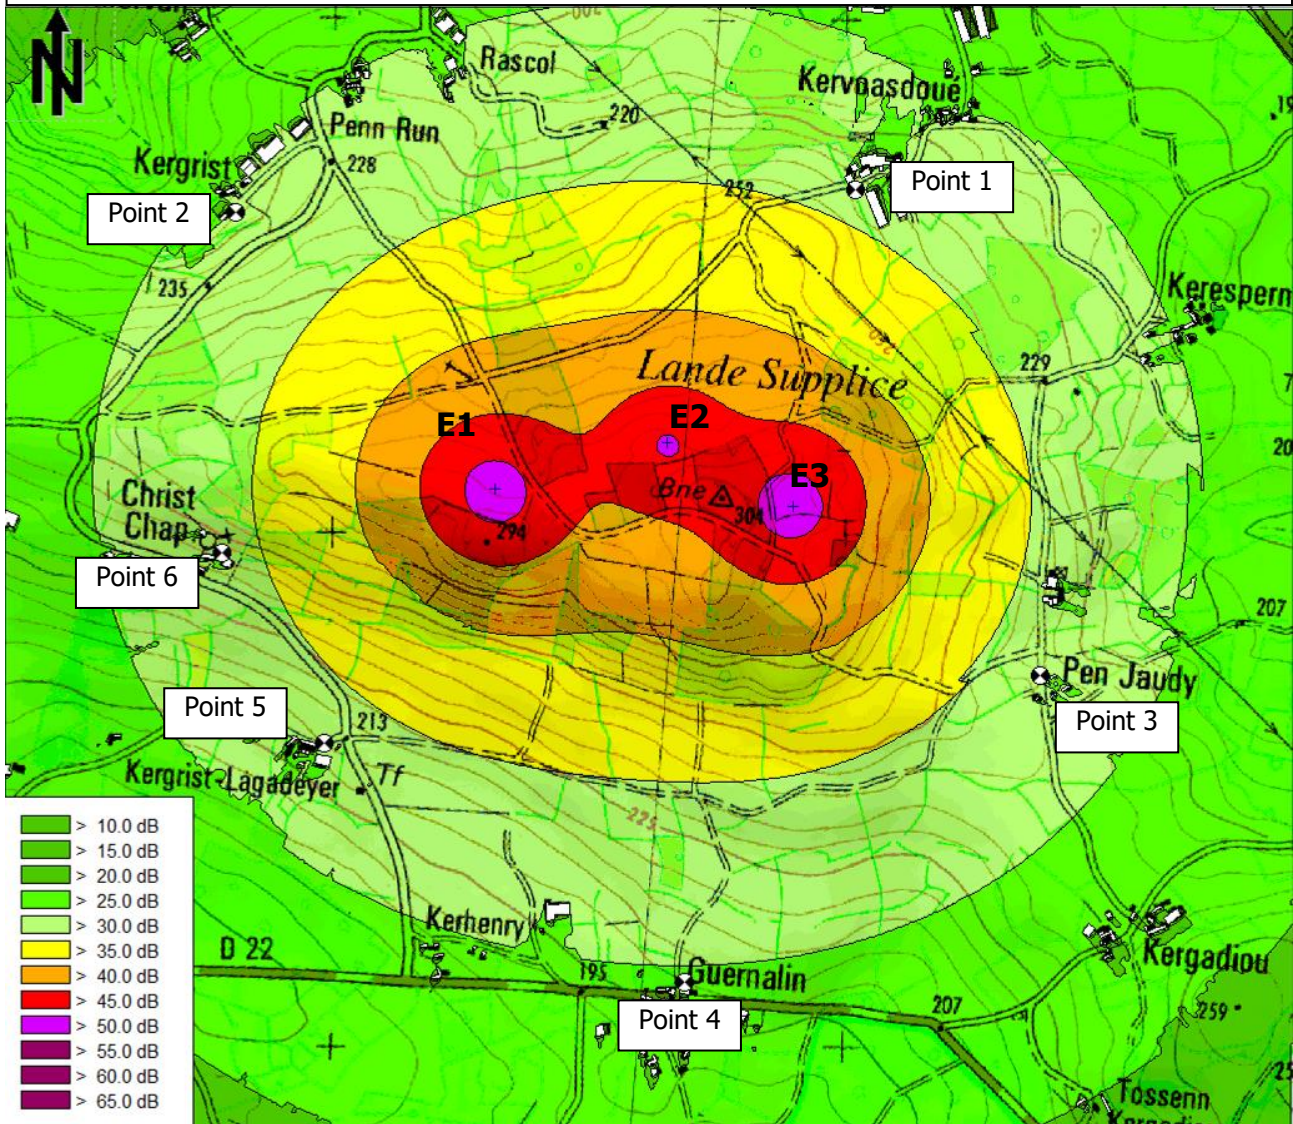 N
Rascol
200
Kervoasdoué
220
Penn Run
Kergrist
228
Point 1
252
Point 2
235
Kerespern
250
Lande Supplice
229
E1
E2
E3
Bne
304
294
Christ
Chap
Point 6
207
Pen Jaudy
Point 5
213
Point 3
Kergrist-Lagadeyer
Tf
225
> 10.0 dB
> 15.0 dB
> 20.0 dB
> 25.0 dB
> 30.0 dB
> 35.0 dB
> 40.0 dB
> 45.0 dB
> 50.0 dB
> 55.0 dB
> 60.0 dB
> 65.0 dB
Kerhenry
D 22
195
Guernalin
Kergadiou
Point 4
207
259
Tossenn